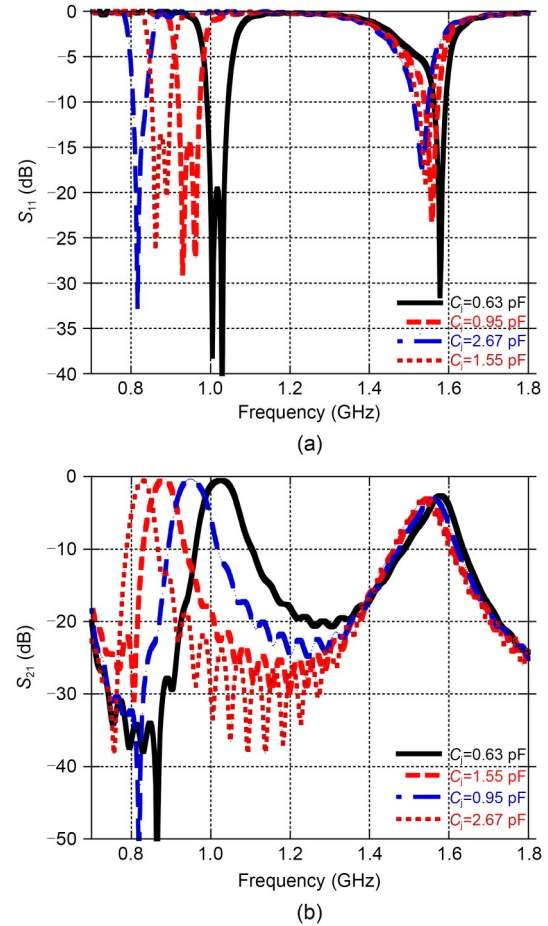 0
−5
−10
−15
−20
−25
−30
−35
−40
S11 (dB)
Cj=0.63 pF
Cj=0.95 pF
Cj=2.67 pF
Cj=1.55 pF
0.8 1.0 1.2 1.4 1.6 1.8
Frequency (GHz)
(a)
0
−10
−20
−30
−40
−50
S21 (dB)
Cj=0.63 pF
Cj=1.55 pF
Cj=0.95 pF
Cj=2.67 pF
0.8 1.0 1.2 1.4 1.6 1.8
Frequency (GHz)
(b)